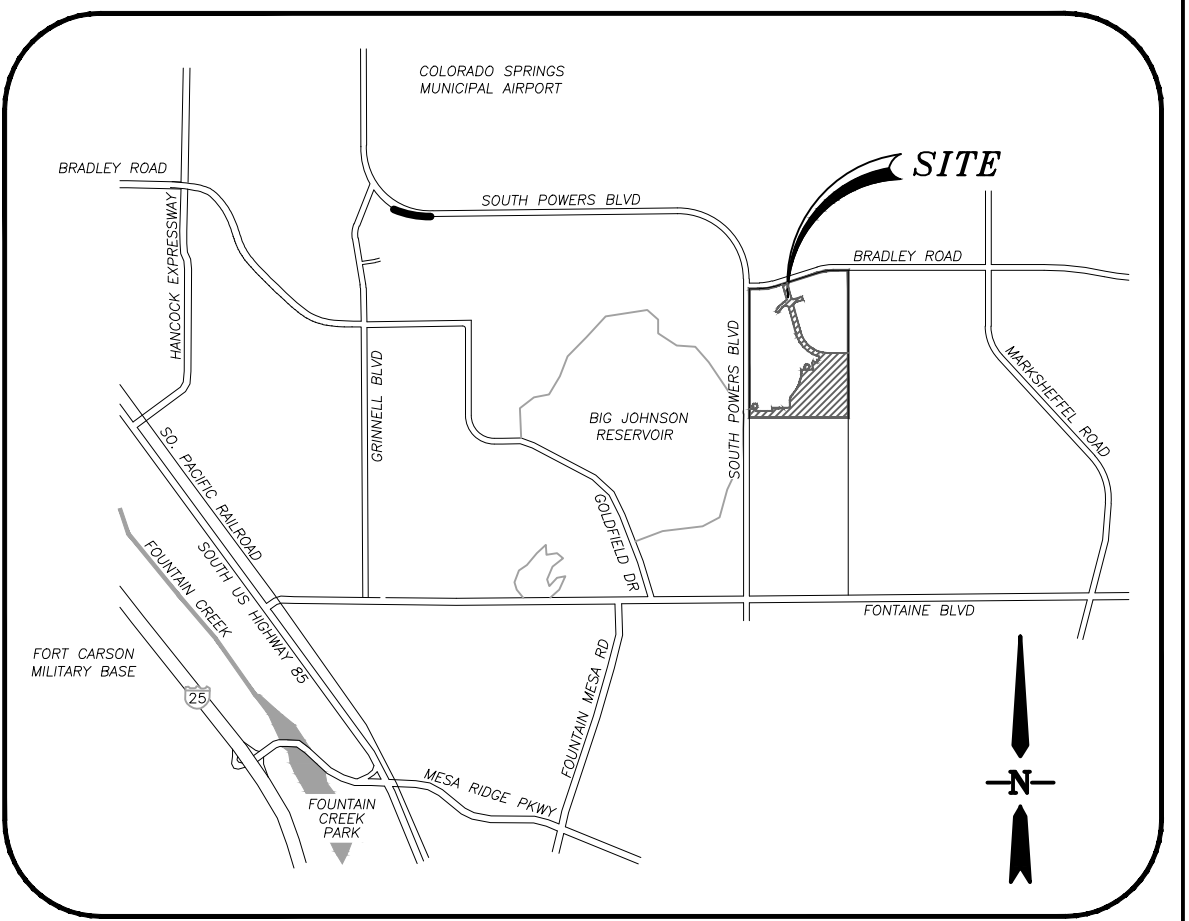 COLORADO SPRINGS
MUNICIPAL AIRPORT
BRADLEY ROAD
SITE
SOUTH POWERS BLVD
HANCOCK EXPRESSWAY
BRADLEY ROAD
SOUTH POWERS BLVD
GRINNELL BLVD
MARKSHEFFEL ROAD
BIG JOHNSON
RESERVOIR
SO. PACIFIC RAILROAD
GOLDFIELD DR
FOUNTAIN CREEK
SOUTH US HIGHWAY 85
FONTAINE BLVD
FORT CARSON
MILITARY BASE
25
FOUNTAIN MESA RD
MESA RIDGE PKWY
FOUNTAIN
CREEK
PARK
N